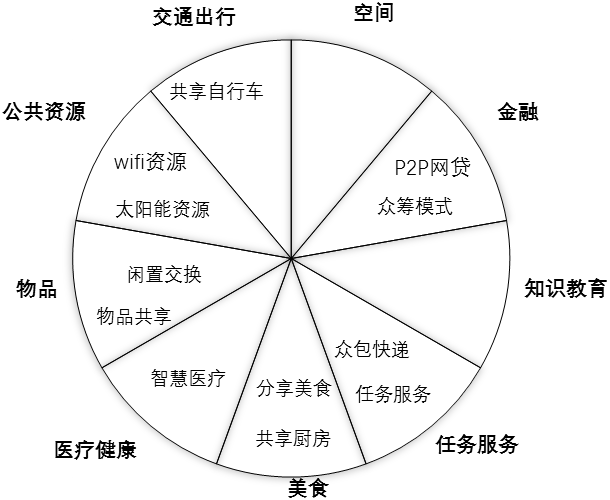 交通出行
空间
共享自行车
公共资源
金融
wifi资源
P2P网贷
太阳能资源
众筹模式
闲置交换
物品
知识教育
物品共享
众包快递
智慧医疗
分享美食
任务服务
共享厨房
医疗健康
任务服务
美食